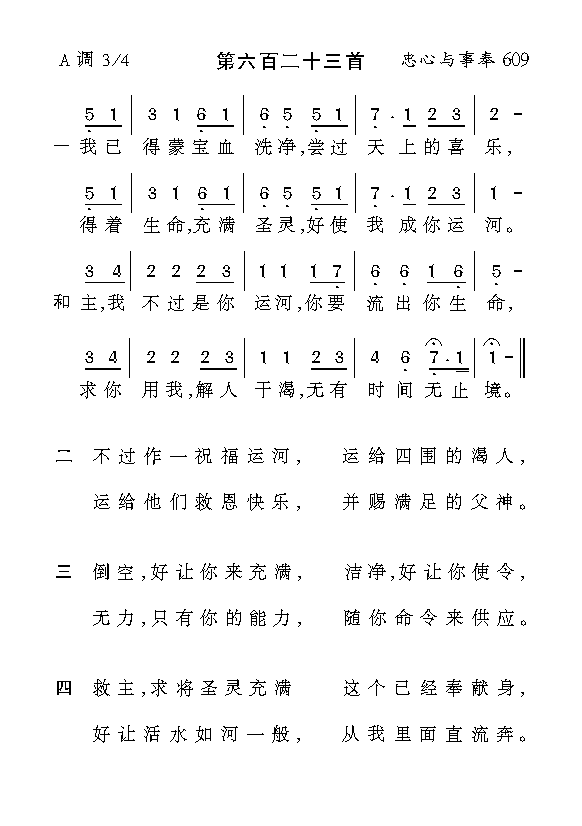 A 调 3/4 第六百二十三首 忠心与事奉 609
5 1 | 3 1 6 1 | 6 5 5 1 | 7 · 1 2 3 | 2 -
一 我已 得蒙宝血 洗净,尝过 天上的喜 乐,
5 1 | 3 1 6 1 | 6 5 5 1 | 7 · 1 2 3 | 1 -
得着 生命,充满 圣灵,好使 我成你运 河。
3 4 | 2 2 2 3 | 1 1 1 7 | 6 6 1 6 | 5 -
和 主,我 不过是你 运河,你要 流出你生 命,
3 4 | 2 2 2 3 | 1 1 2 3 | 4 6 7 · 1 | 1 -
求你 用我,解人 干渴,无有 时间无止 境。
二 不过作一祝福运河, 运给四围的渴人,
运给他们救恩快乐, 并赐满足的父神。
三 倒空,好让你来充满, 洁净,好让你使令,
无力,只有你的能力, 随你命令来供应。
四 救主,求将圣灵充满 这个已经奉献身,
好让活水如河一般, 从我里面直流奔。